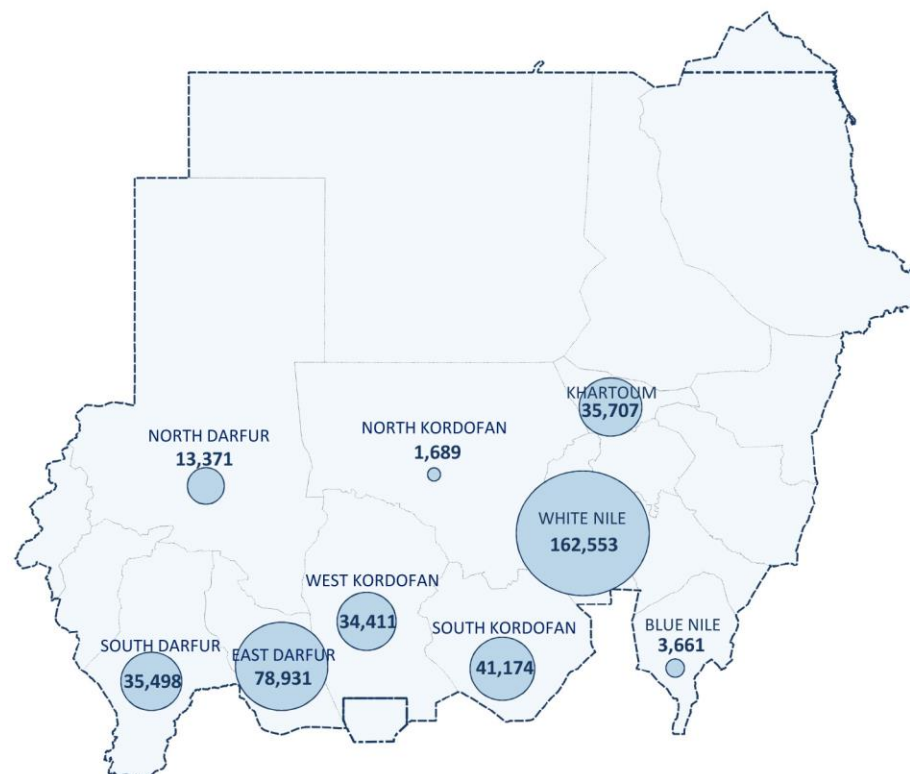 KHARTOUM
35,707
NORTH DARFUR
13,371
NORTH KORDOFAN
1,689
WHITE NILE
162,553
WEST KORDOFAN
34,411
SOUTH KORDOFAN
41,174
BLUE NILE
3,661
SOUTH DARFUR
35,498
EAST DARFUR
78,931